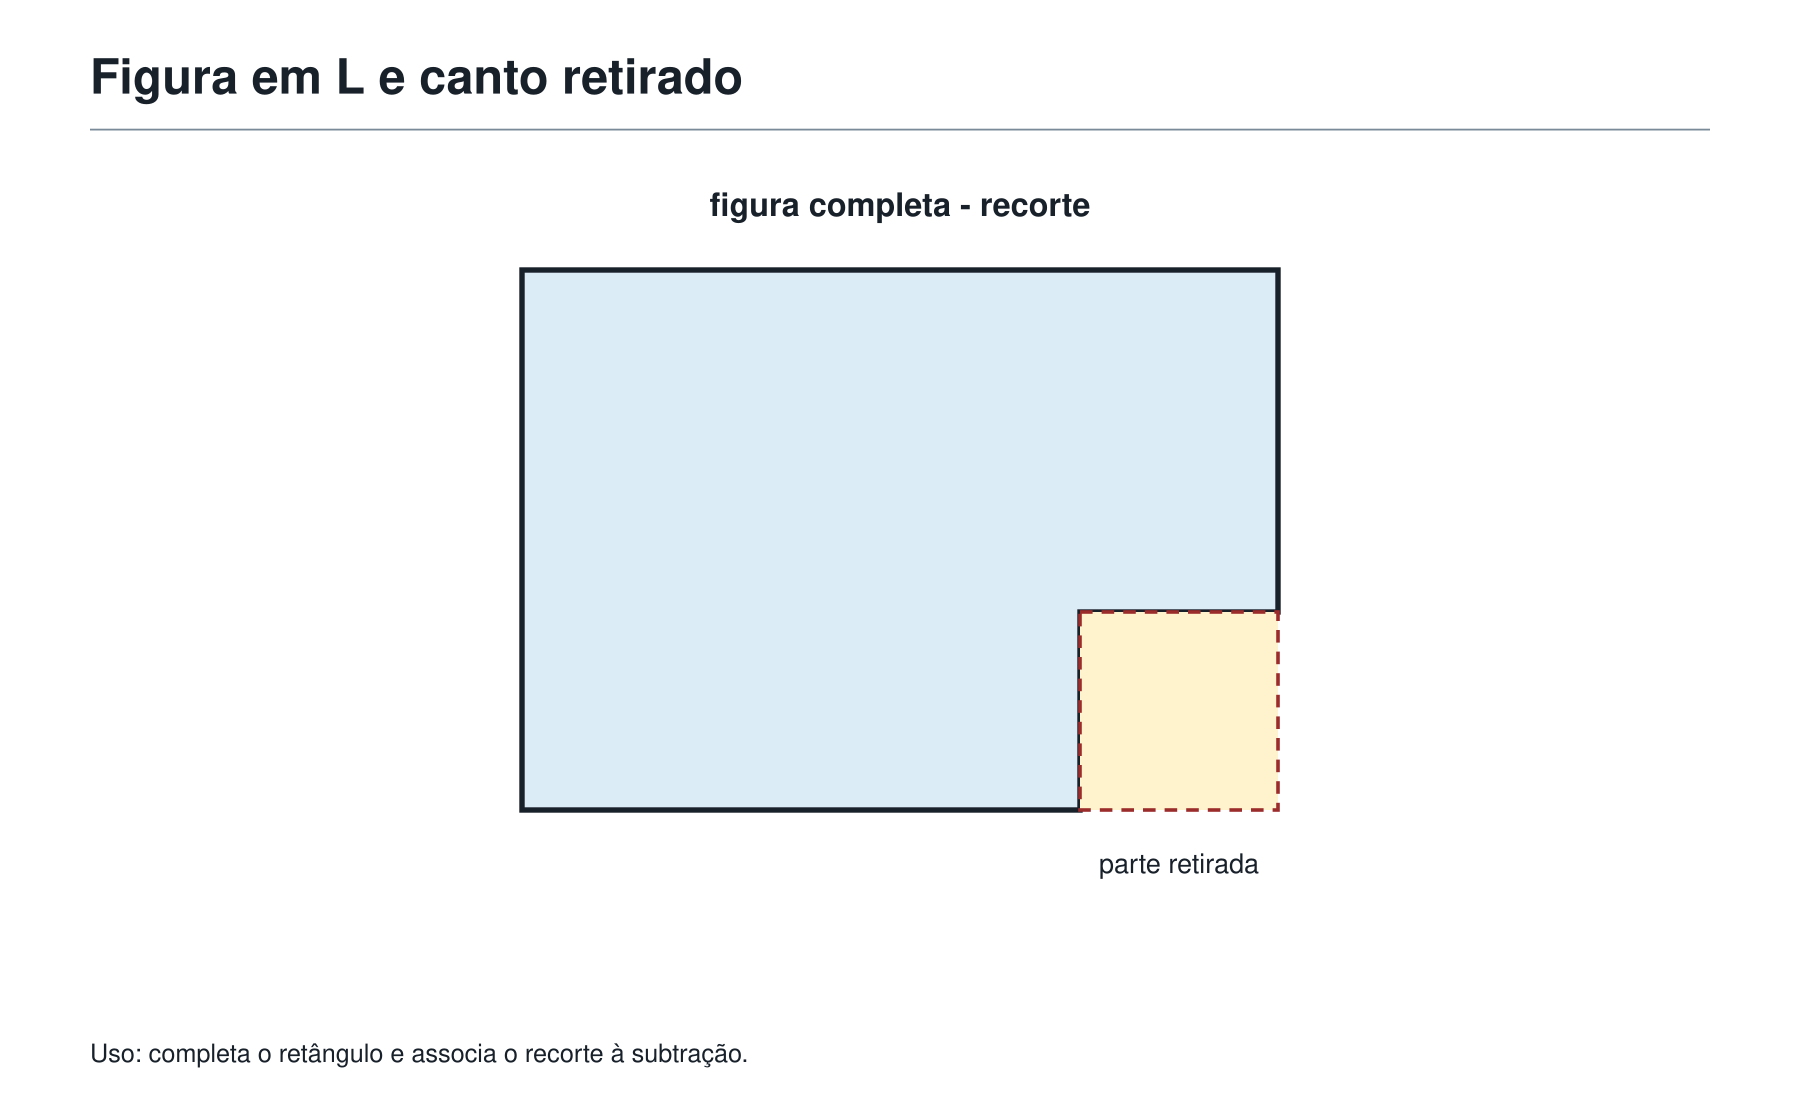 Figura em L e canto retirado
figura completa - recorte
parte retirada
Uso: completa o retângulo e associa o recorte à subtração.